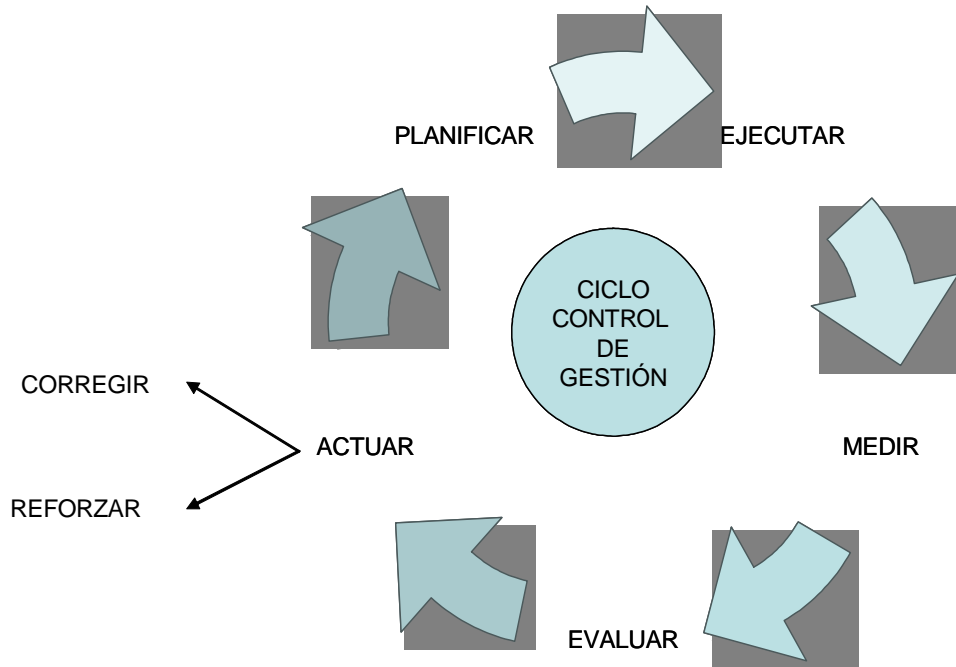 PLANIFICAR
EJECUTAR
CICLO
CONTROL
DE
GESTIÓN
CORREGIR
ACTUAR
MEDIR
REFORZAR
EVALUAR